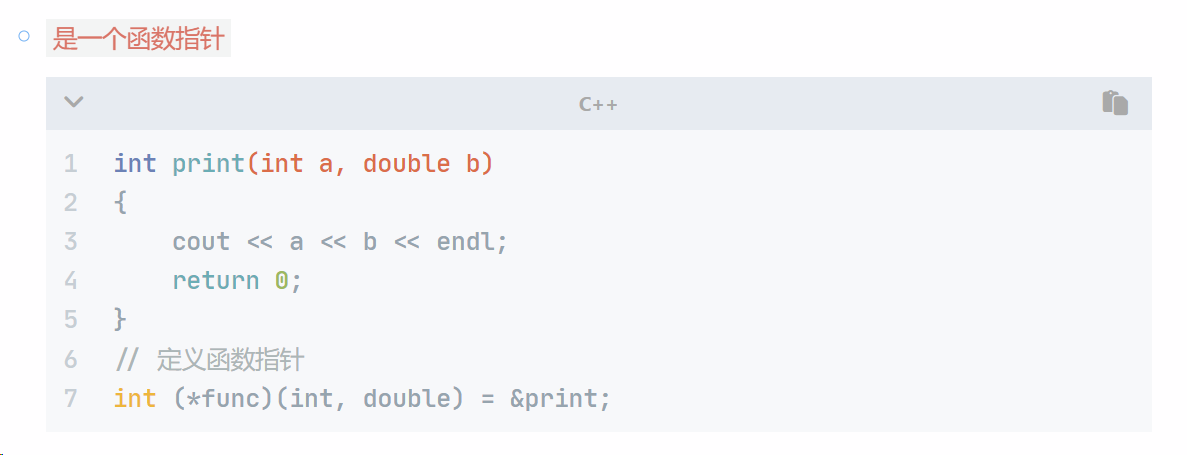 是一个函数指针
C++
1 int print(int a, double b)
2 {
3     cout << a << b << endl;
4     return 0;
5 }
6 // 定义函数指针
7 int (*func)(int, double) = &print;